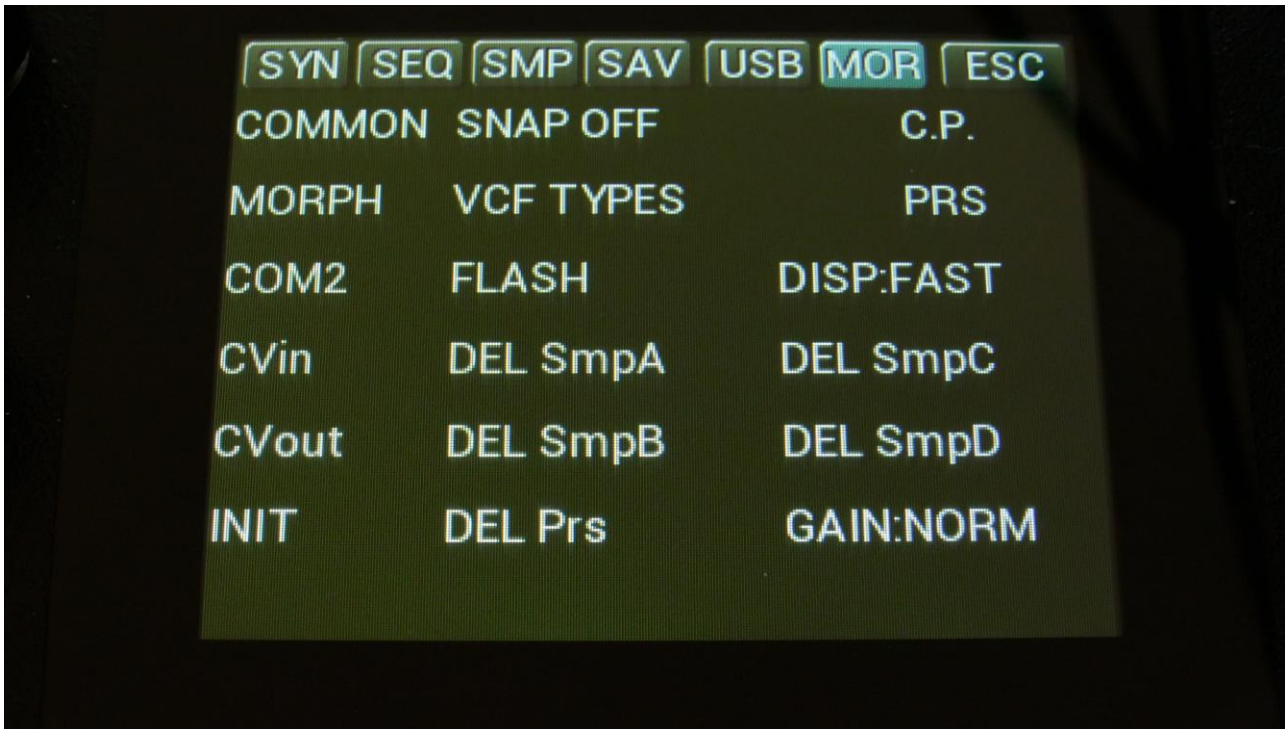 SYN SEQ SMP SAV USB MOR ESC
COMMON SNAP OFF C.P.
MORPH VCF TYPES PRS
COM2 FLASH DISP:FAST
CVin DEL SmpA DEL SmpC
CVout DEL SmpB DEL SmpD
INIT DEL Prs GAIN:NORM